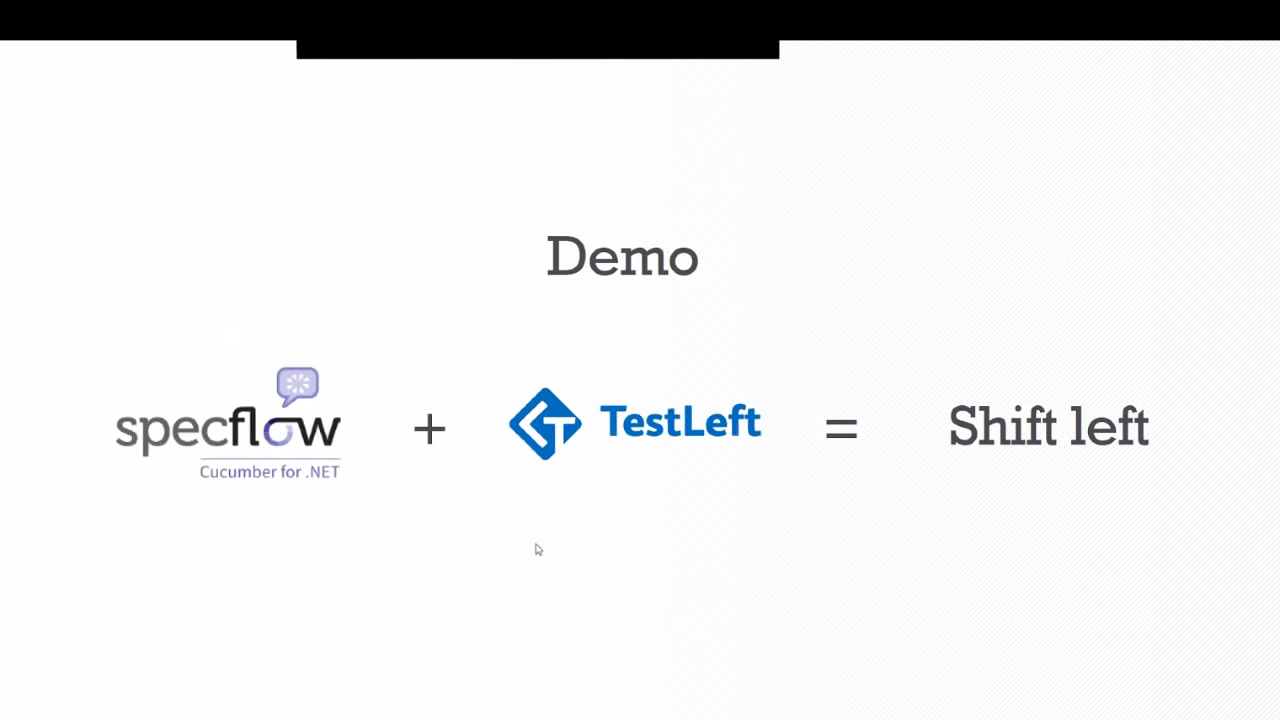 Demo
specflow
Cucumber for .NET
+
TestLeft
=
Shift left